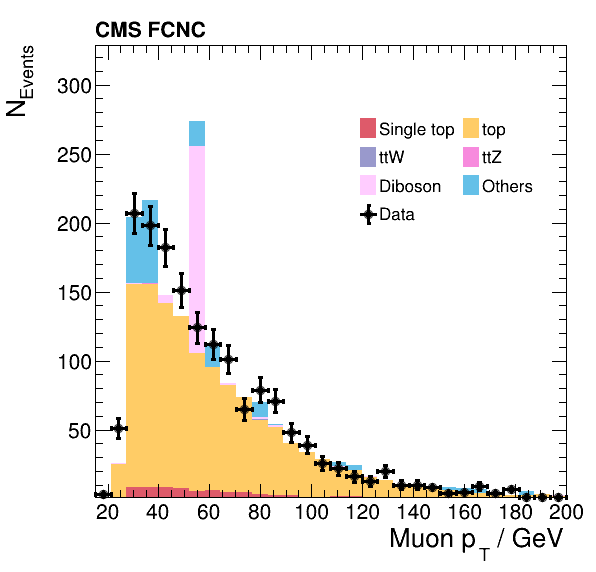 CMS FCNC
N_Events
300
250
200
150
100
50
Single top
top
ttW
ttZ
Diboson
Others
Data
20 40 60 80 100 120 140 160 180 200
Muon p_T / GeV